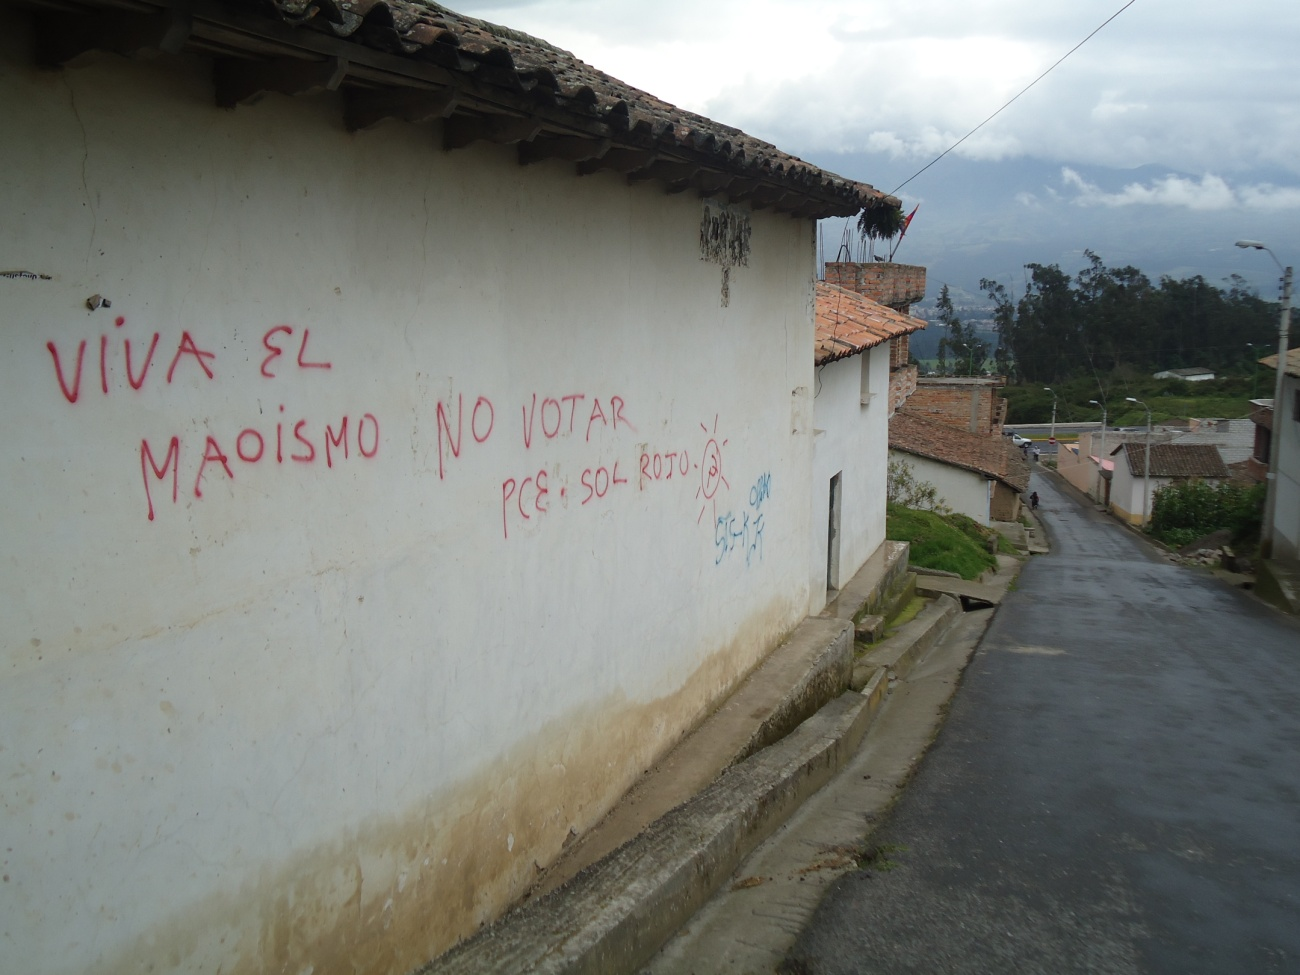 VIVA EL
MAOiSMO
NO VOTAR
PCE. SOL ROJO.